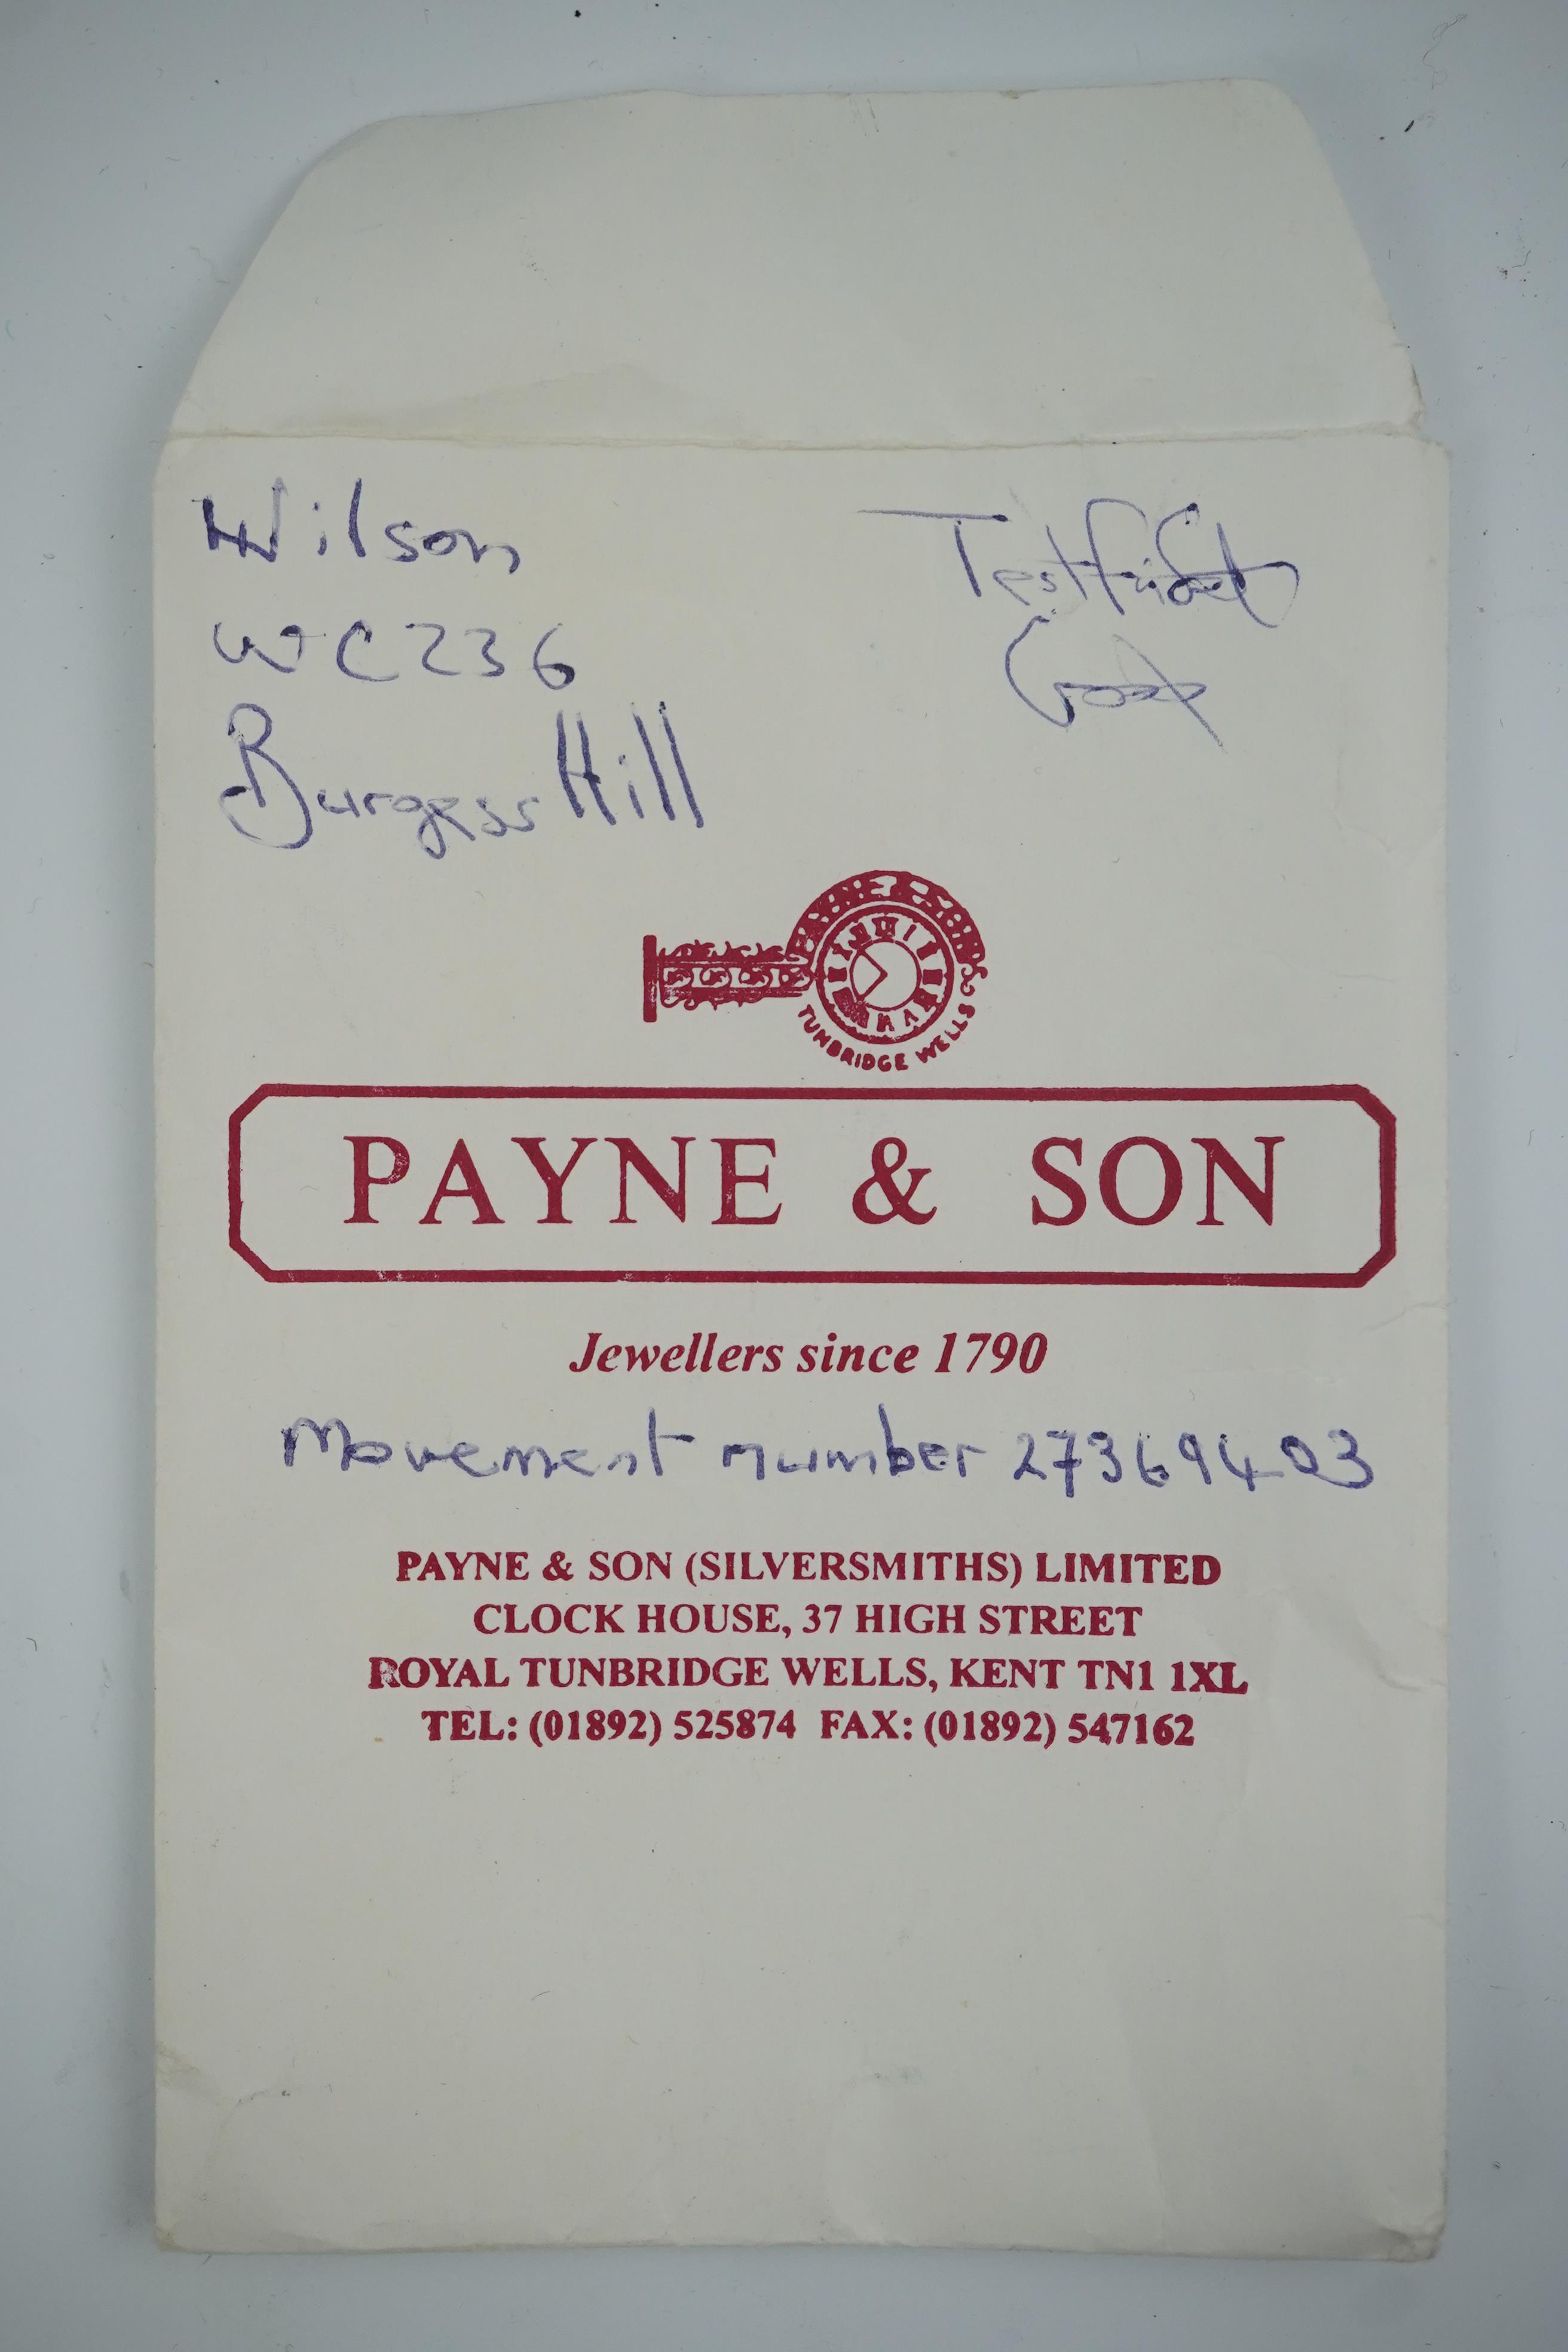 Wilson
WC236
Burgess Hill
TUNBRIDGE WELLS
PAYNE & SON
Jewellers since 1790
Movement number 27369403
PAYNE & SON (SILVERSMITHS) LIMITED
CLOCK HOUSE, 37 HIGH STREET
ROYAL TUNBRIDGE WELLS, KENT TN1 1XL
TEL: (01892) 525874 FAX: (01892) 547162